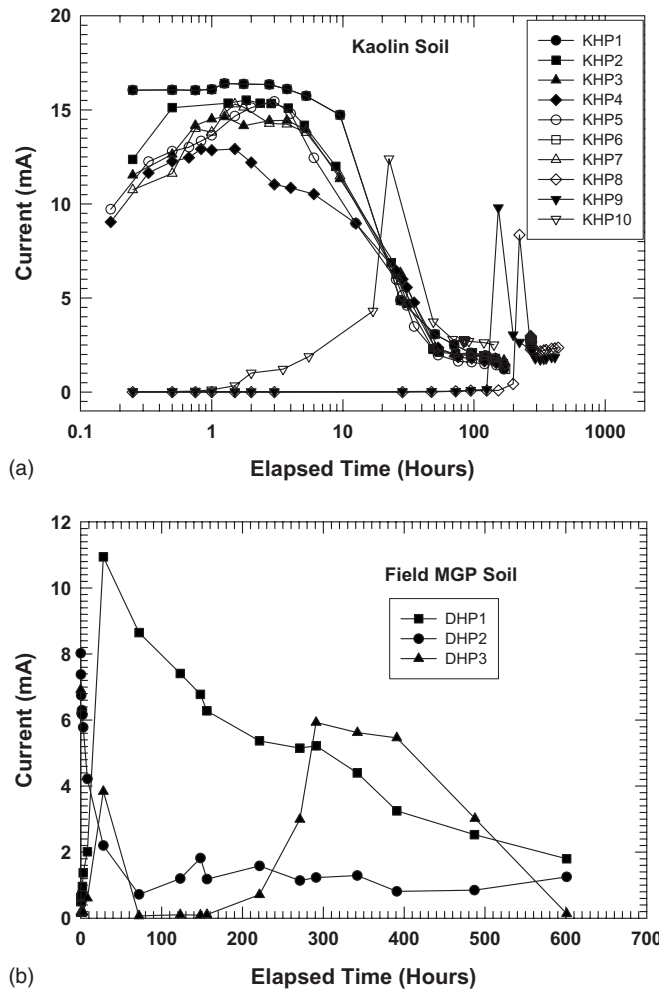 20
15
10
5
0
Current (mA)
Kaolin Soil
KHP1
KHP2
KHP3
KHP4
KHP5
KHP6
KHP7
KHP8
KHP9
KHP10
0.1 1 10 100 1000
(a)
Elapsed Time (Hours)
12
10
8
6
4
2
0
Current (mA)
Field MGP Soil
DHP1
DHP2
DHP3
0 100 200 300 400 500 600 700
(b)
Elapsed Time (Hours)